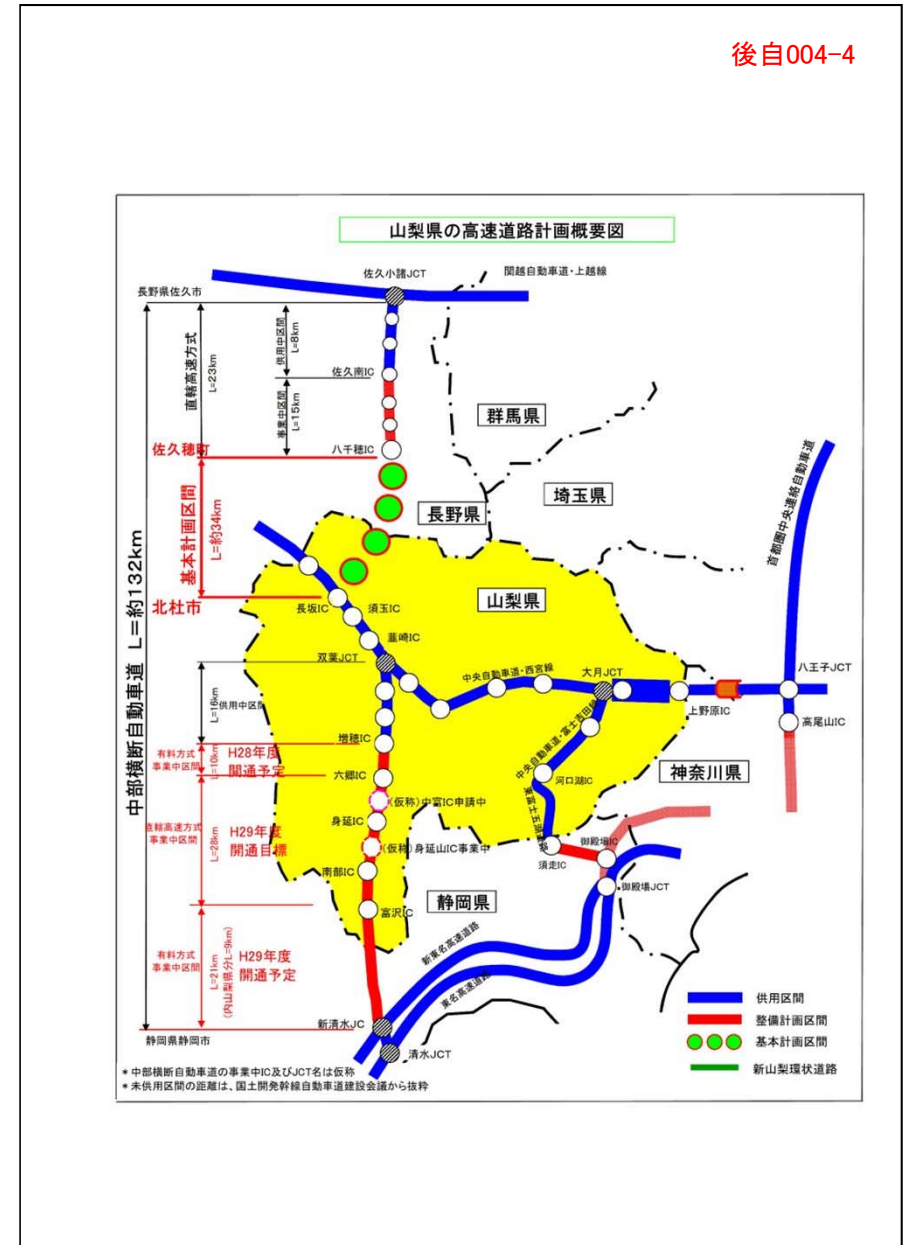 後自004-4
山梨県の高速道路計画概要図
佐久小諸JCT
関越自動車道・上越線
長野県佐久市
直轄高速方式
L=23km
供用中区間
L=8km
佐久南IC
事業中区間
L=15km
群馬県
佐久穂町
八千穂IC
埼玉県
首都圏中央連絡自動車道
長野県
基本計画区間
L=約34km
中部横断自動車道 L=約132km
北杜市
長坂IC
須玉IC
山梨県
韮崎IC
双葉JCT
中央自動車道・西宮線
大月JCT
八王子JCT
上野原IC
L=16km
供用中区間
高尾山IC
増穂IC
中央自動車道・富士吉田線
有料方式
事業中区間
L=10km
H28年度
開通予定
六郷IC
河口湖IC
神奈川県
(仮称)中富IC申請中
東富士五湖道路
直轄高速方式
事業中区間
L=28km
H29年度
開通目標
身延IC
御殿場IC
(仮称)身延山IC事業中
須走IC
南部IC
御殿場JCT
静岡県
富沢IC
有料方式
事業中区間
L=21km
(内山梨県分L=9km)
H29年度
開通予定
新東名高速道路
東名高速道路
供用区間
整備計画区間
基本計画区間
新山梨環状道路
新清水JC
静岡県静岡市
清水JCT
*中部横断自動車道の事業中IC及びJCT名は仮称
*未供用区間の距離は、国土開発幹線自動車道建設会議から抜粋